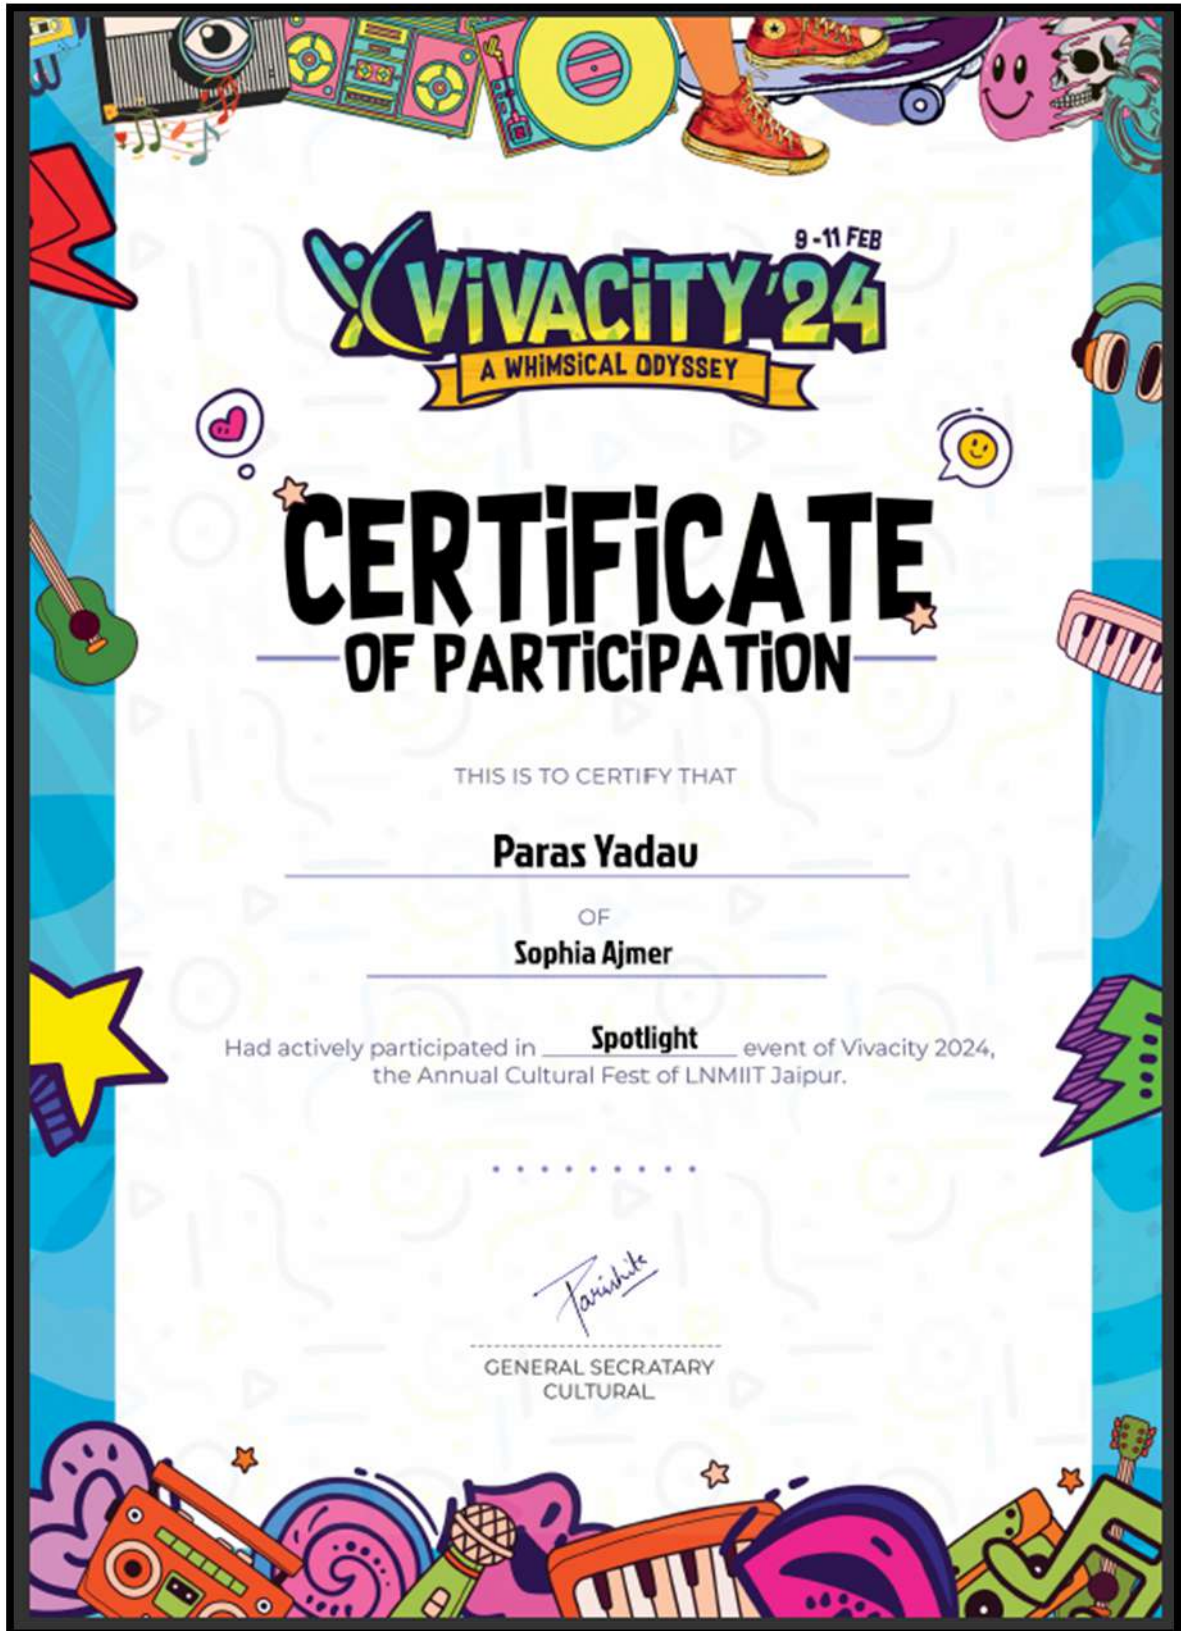 9-11 FEB
ViVACiTY'24
A WHiMSiCAL ODYSSEY
CERTiFiCATE
OF PARTiCiPATiON
THIS IS TO CERTIFY THAT
Paras Yadau
OF
Sophia Ajmer
Had actively participated in Spotlight event of Vivacity 2024,
the Annual Cultural Fest of LNMIIT Jaipur.
GENERAL SECRATARY
CULTURAL